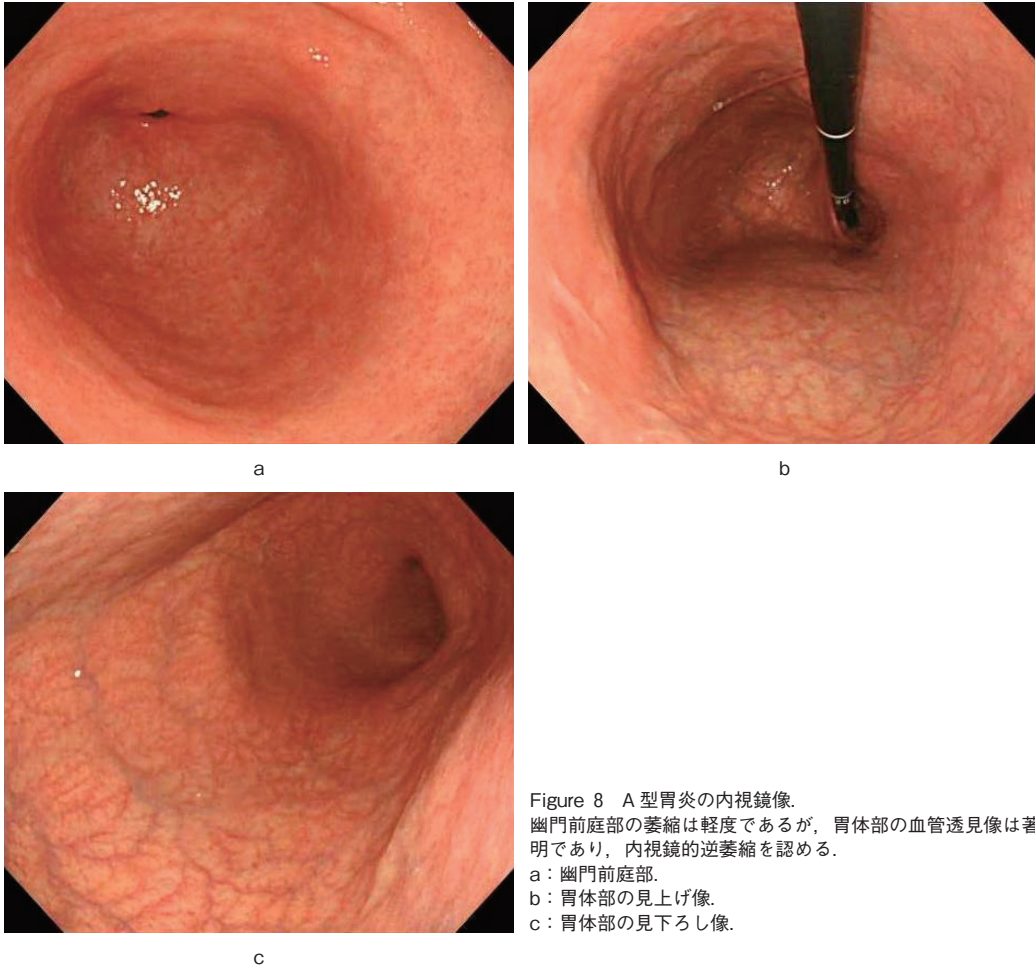 a
b
c
Figure 8 A 型胃炎の内視鏡像.
幽門前庭部の萎縮は軽度であるが，胃体部の血管透見像は著
明であり，内視鏡的逆萎縮を認める.
a：幽門前庭部.
b：胃体部の見上げ像.
c：胃体部の見下ろし像.